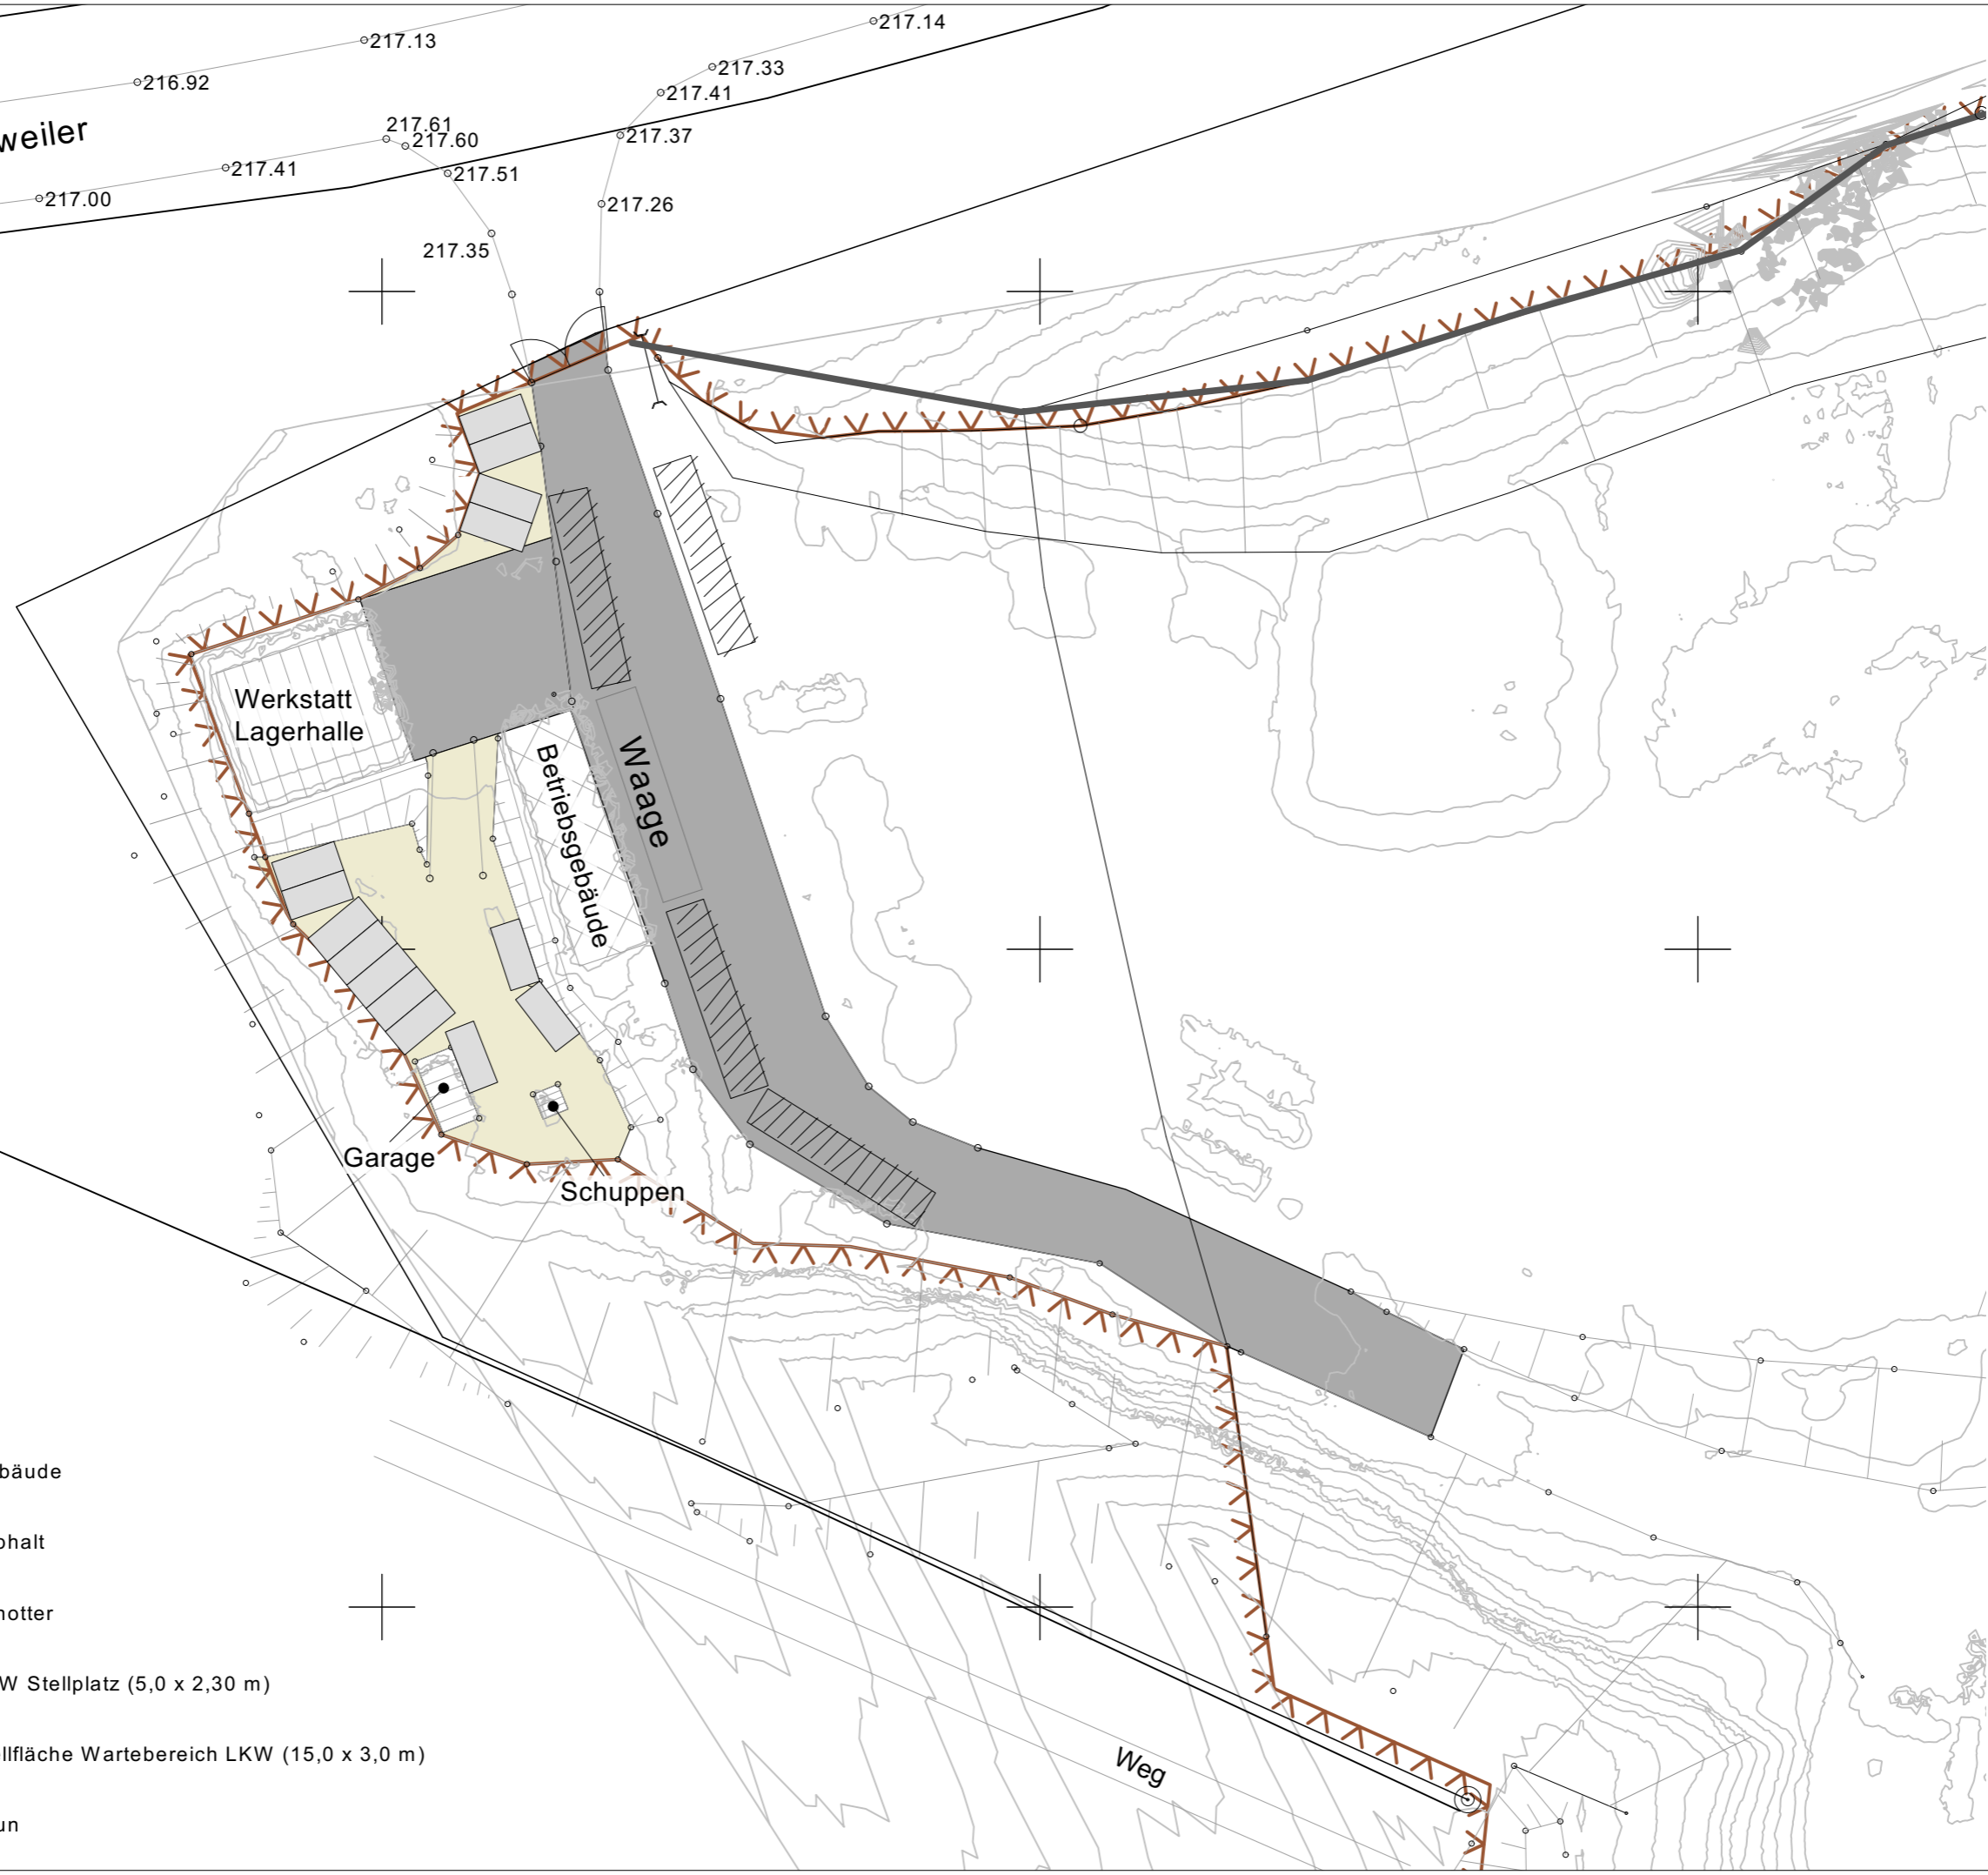 217.14
217.13
217.33
216.92
217.41
217.61
217.60
217.37
weiler
217.41
217.51
217.00
217.26
217.35
Werkstatt
Lagerhalle
Waage
Betriebsgebäude
Garage
Schuppen
bäude
phalt
hotter
W Stellplatz (5,0 x 2,30 m)
llfläche Wartebereich LKW (15,0 x 3,0 m)
Weg
un